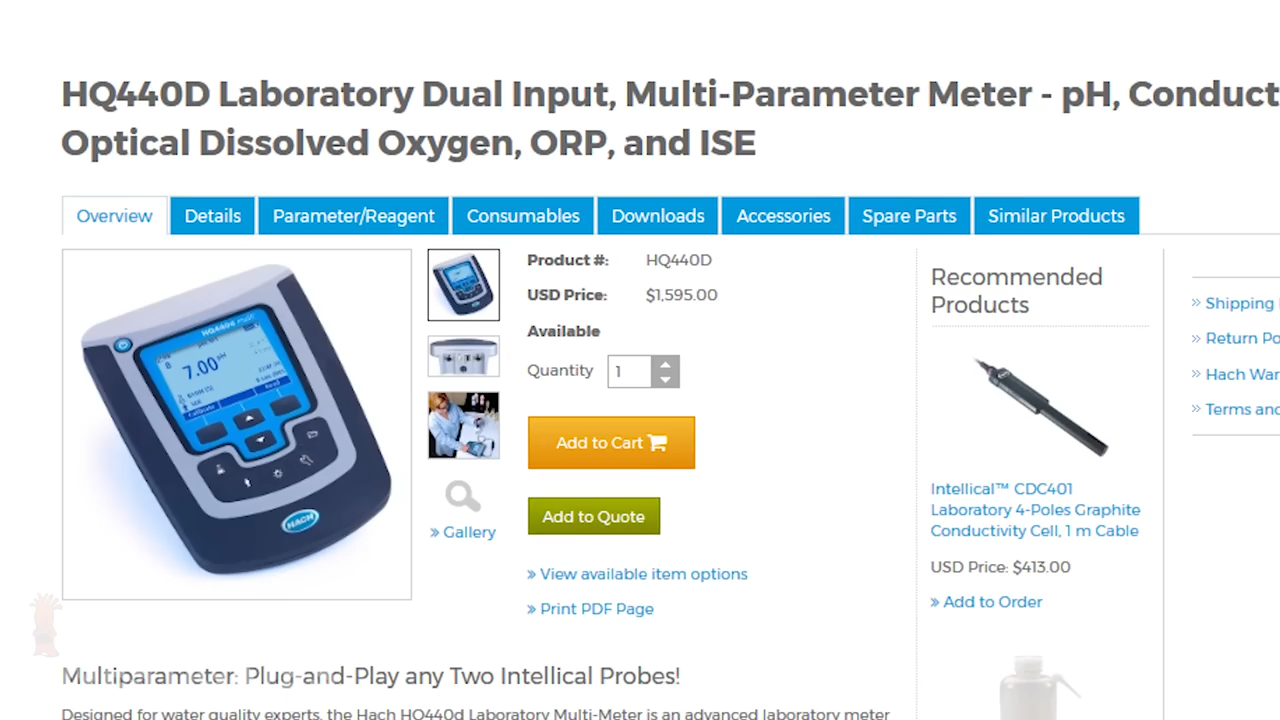 HQ440D Laboratory Dual Input, Multi-Parameter Meter - pH, Conduct
Optical Dissolved Oxygen, ORP, and ISE
Overview
Details
Parameter/Reagent
Consumables
Downloads
Accessories
Spare Parts
Similar Products
HQ440d multi
7.00 pH
Calibrate
Read
HACH
» Gallery
Product #: HQ440D
USD Price: $1,595.00
Available
Quantity 1
Add to Cart
Add to Quote
» View available item options
» Print PDF Page
Recommended
Products
Intellical™ CDC401
Laboratory 4-Poles Graphite
Conductivity Cell, 1 m Cable
USD Price: $413.00
» Add to Order
» Shipping
» Return Po
» Hach War
» Terms and
Multiparameter: Plug-and-Play any Two Intellical Probes!
Designed for water quality experts, the Hach HQ440d Laboratory Multi-Meter is an advanced laboratory meter